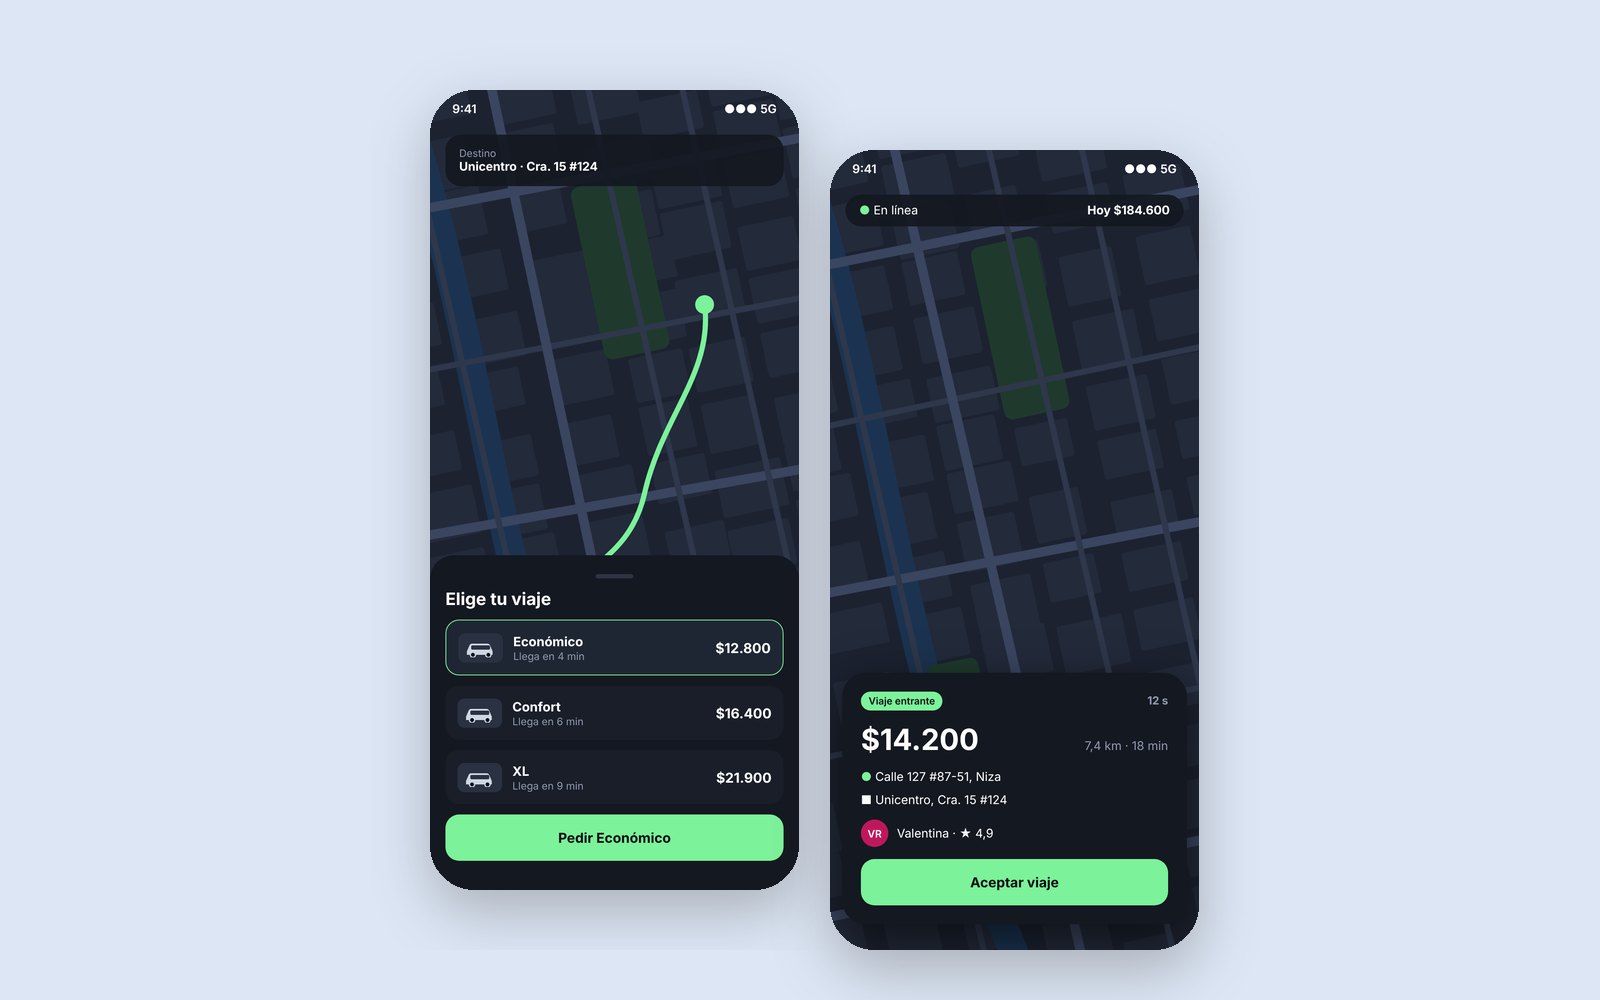 9:41
5G
Destino
Unicentro · Cra. 15 #124
Elige tu viaje
Económico
Llega en 4 min
$12.800
Confort
Llega en 6 min
$16.400
XL
Llega en 9 min
$21.900
Pedir Económico
9:41
5G
En línea
Hoy $184.600
Viaje entrante
12 s
$14.200
7,4 km · 18 min
Calle 127 #87-51, Niza
Unicentro, Cra. 15 #124
VR
Valentina · ★ 4,9
Aceptar viaje